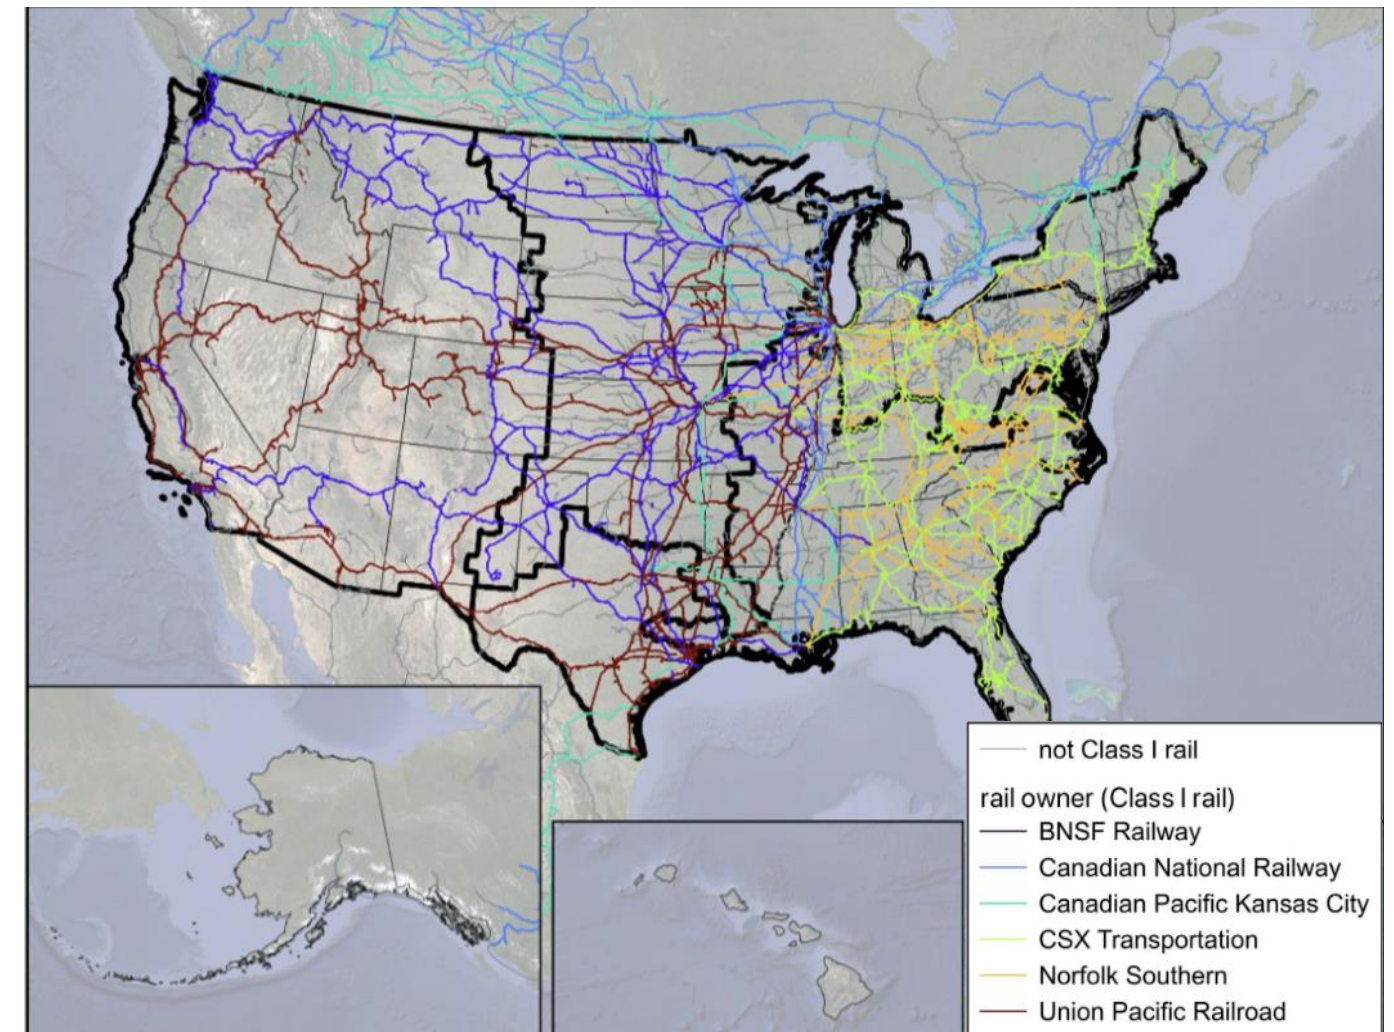 not Class I rail
rail owner (Class I rail)
BNSF Railway
Canadian National Railway
Canadian Pacific Kansas City
CSX Transportation
Norfolk Southern
Union Pacific Railroad